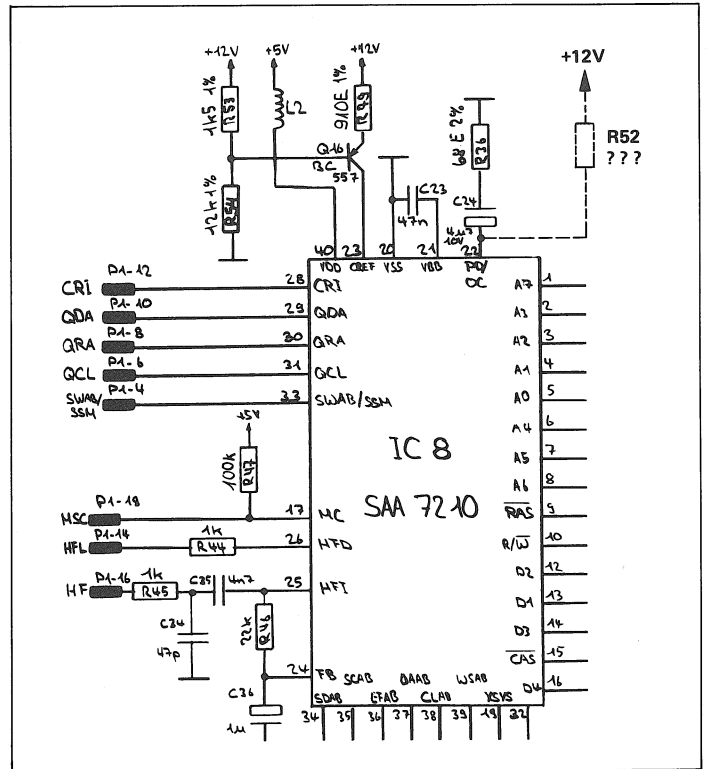 +12V
+5V
+12V
+12V
1k5 1%
R53
L2
910E 1%
R49
68E 2%
R36
R52
???
Q16
BC
557
12k1%
R54
C23
47n
C24
4µ7
10V
40
23
20
21
22
VDD
CREF
VSS
VBB
PD/
OC
CRI
P1-12
28
CRI
QDA
P1-10
29
QDA
QRA
P1-8
30
QRA
QCL
P1-6
31
QCL
SWAB/
SSM
P1-4
33
SWAB/SSM
+5V
100k
R47
MSC
P1-18
17
MC
HFL
P1-14
1k
R44
26
HFD
HF
P1-16
1k
R45
C35
4n7
25
HFI
C34
47p
22k
R46
24
FB
C36
1µ
IC 8
SAA 7210
A7 1
A3 2
A2 3
A1 4
A0 5
A4 6
A5 7
A6 8
RAS 9
R/W 10
D2 12
D1 13
D3 14
CAS 15
D4 16
SCAB
DAAB
WSAB
SDAB
EFAB
CLAB
XSYS
34
35
36
37
38
39
19
32